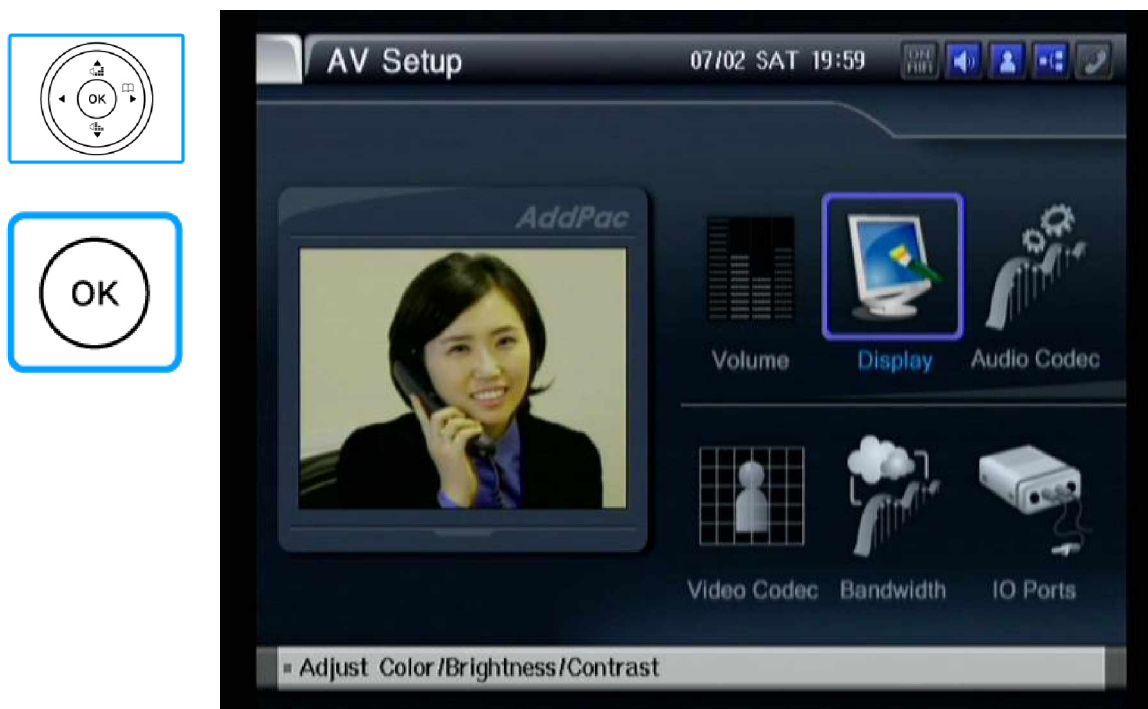 OK
OK
AV Setup
07/02 SAT 19:59
AddPac
Volume
Display
Audio Codec
Video Codec
Bandwidth
IO Ports
Adjust Color/Brightness/Contrast